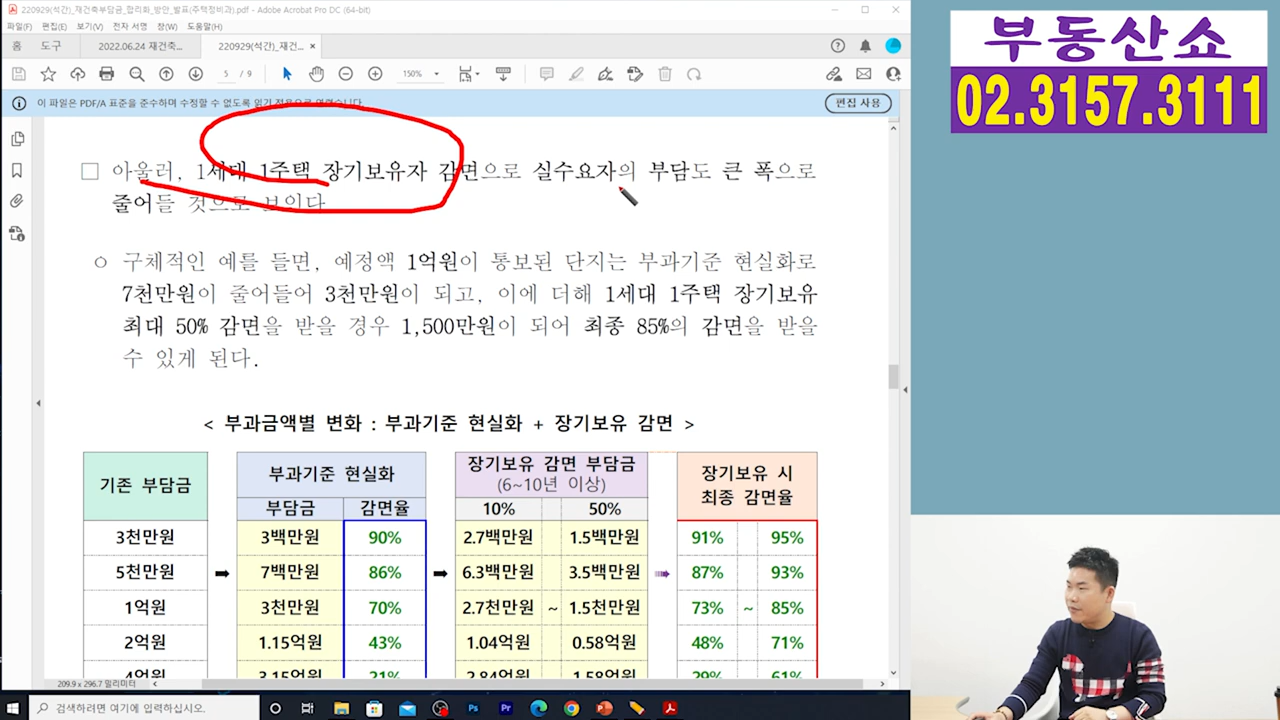 220929(석간)_재건축부담금_합리화_방안_발표(주택정비과).pdf - Adobe Acrobat Pro DC (64-bit)
파일(F) 편집(E) 보기(V) 전자 서명 창(W) 도움말(H)
홈 도구 2022.06.24 재건축... 220929(석간)_재건... ×
5 / 9 150%
이 파일은 PDF/A 표준을 준수하며 수정할 수 없도록 읽기 전용으로 열렸습니다.
편집 사용
부동산쇼
02.3157.3111
□ 아울러, 1세대 1주택 장기보유자 감면으로 실수요자의 부담도 큰 폭으로
줄어들 것으로 보인다.
ㅇ 구체적인 예를 들면, 예정액 1억원이 통보된 단지는 부과기준 현실화로
7천만원이 줄어들어 3천만원이 되고, 이에 더해 1세대 1주택 장기보유
최대 50% 감면을 받을 경우 1,500만원이 되어 최종 85%의 감면을 받을
수 있게 된다.
< 부과금액별 변화 : 부과기준 현실화 + 장기보유 감면 >
기존 부담금 부과기준 현실화 장기보유 감면 부담금 (6~10년 이상) 장기보유 시 최종 감면율
부담금 감면율 10% 50%
3천만원 3백만원 90% 2.7백만원 1.5백만원 91% 95%
5천만원 7백만원 86% 6.3백만원 3.5백만원 87% 93%
1억원 3천만원 70% 2.7천만원 ~ 1.5천만원 73% ~ 85%
2억원 1.15억원 43% 1.04억원 0.58억원 48% 71%
4억원 3.15억원 21% 2.84억원 1.58억원 29% 61%
209.9 x 296.7 밀리미터
검색하려면 여기에 입력하십시오.